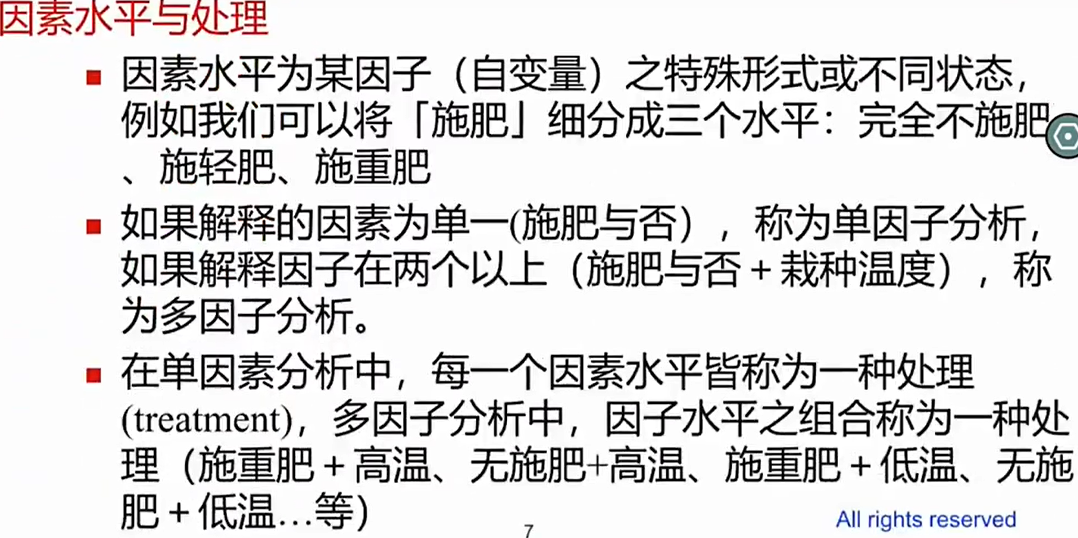 因素水平与处理
因素水平为某因子（自变量）之特殊形式或不同状态，
例如我们可以将「施肥」细分成三个水平：完全不施肥
、施轻肥、施重肥
如果解释的因素为单一(施肥与否），称为单因子分析，
如果解释因子在两个以上（施肥与否＋栽种温度），称
为多因子分析。
在单因素分析中，每一个因素水平皆称为一种处理
(treatment)，多因子分析中，因子水平之组合称为一种处
理（施重肥＋高温、无施肥+高温、施重肥＋低温、无施
肥＋低温…等）
7
All rights reserved